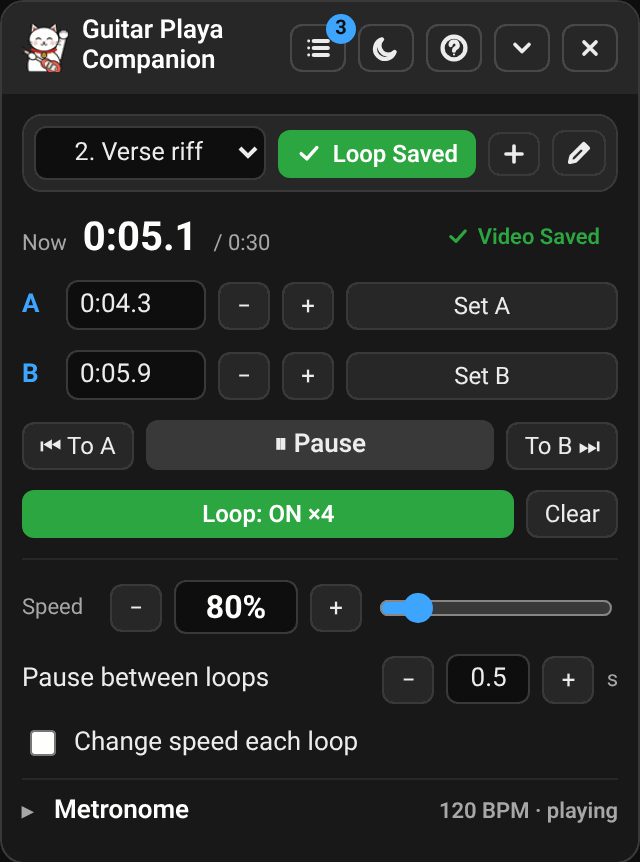 Guitar Playa
Companion
3
2. Verse riff
Loop Saved
+
Now 0:05.1 / 0:30
Video Saved
A 0:04.3 − + Set A
B 0:05.9 − + Set B
⏮ To A
⏸ Pause
To B ⏭
Loop: ON ×4
Clear
Speed − 80% +
Pause between loops − 0.5 + s
Change speed each loop
▸ Metronome 120 BPM · playing